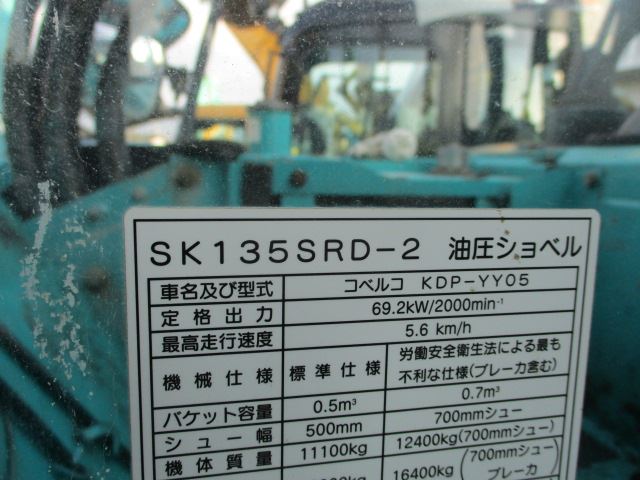 SK135SRD-2 油圧ショベル
車名及び型式 コベルコ KDP-YY05
定格出力 69.2kW/2000min⁻¹
最高走行速度 5.6 km/h
機械仕様 標準仕様 労働安全衛生法による最も
不利な仕様(ブレーカ含む)
バケット容量 0.5m³ 0.7m³
シュー幅 500mm 700mmシュー
機体質量 11100kg 12400kg(700mmシュー)
16400kg (700mmシュー
ブレーカ